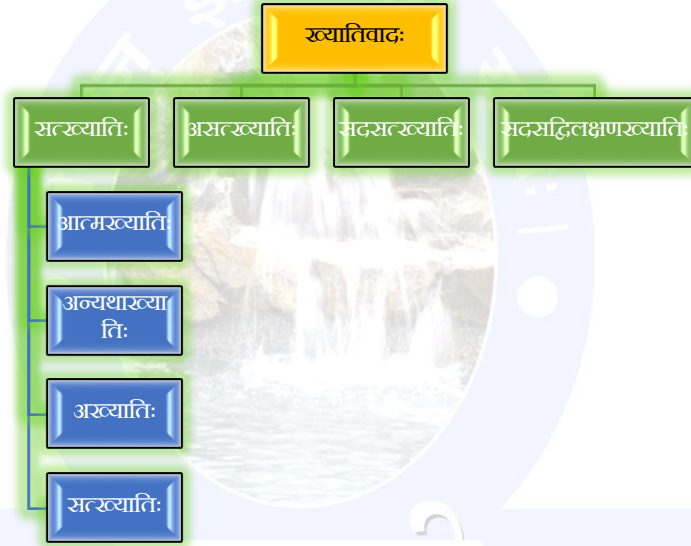 ख्यातिवादः
सत्ख्यातिः
असत्ख्यातिः
सदसत्ख्यातिः
सदसद्विलक्षणख्यातिः
आत्मख्यातिः
अन्यथाख्या
तिः
अख्यातिः
सत्ख्यातिः